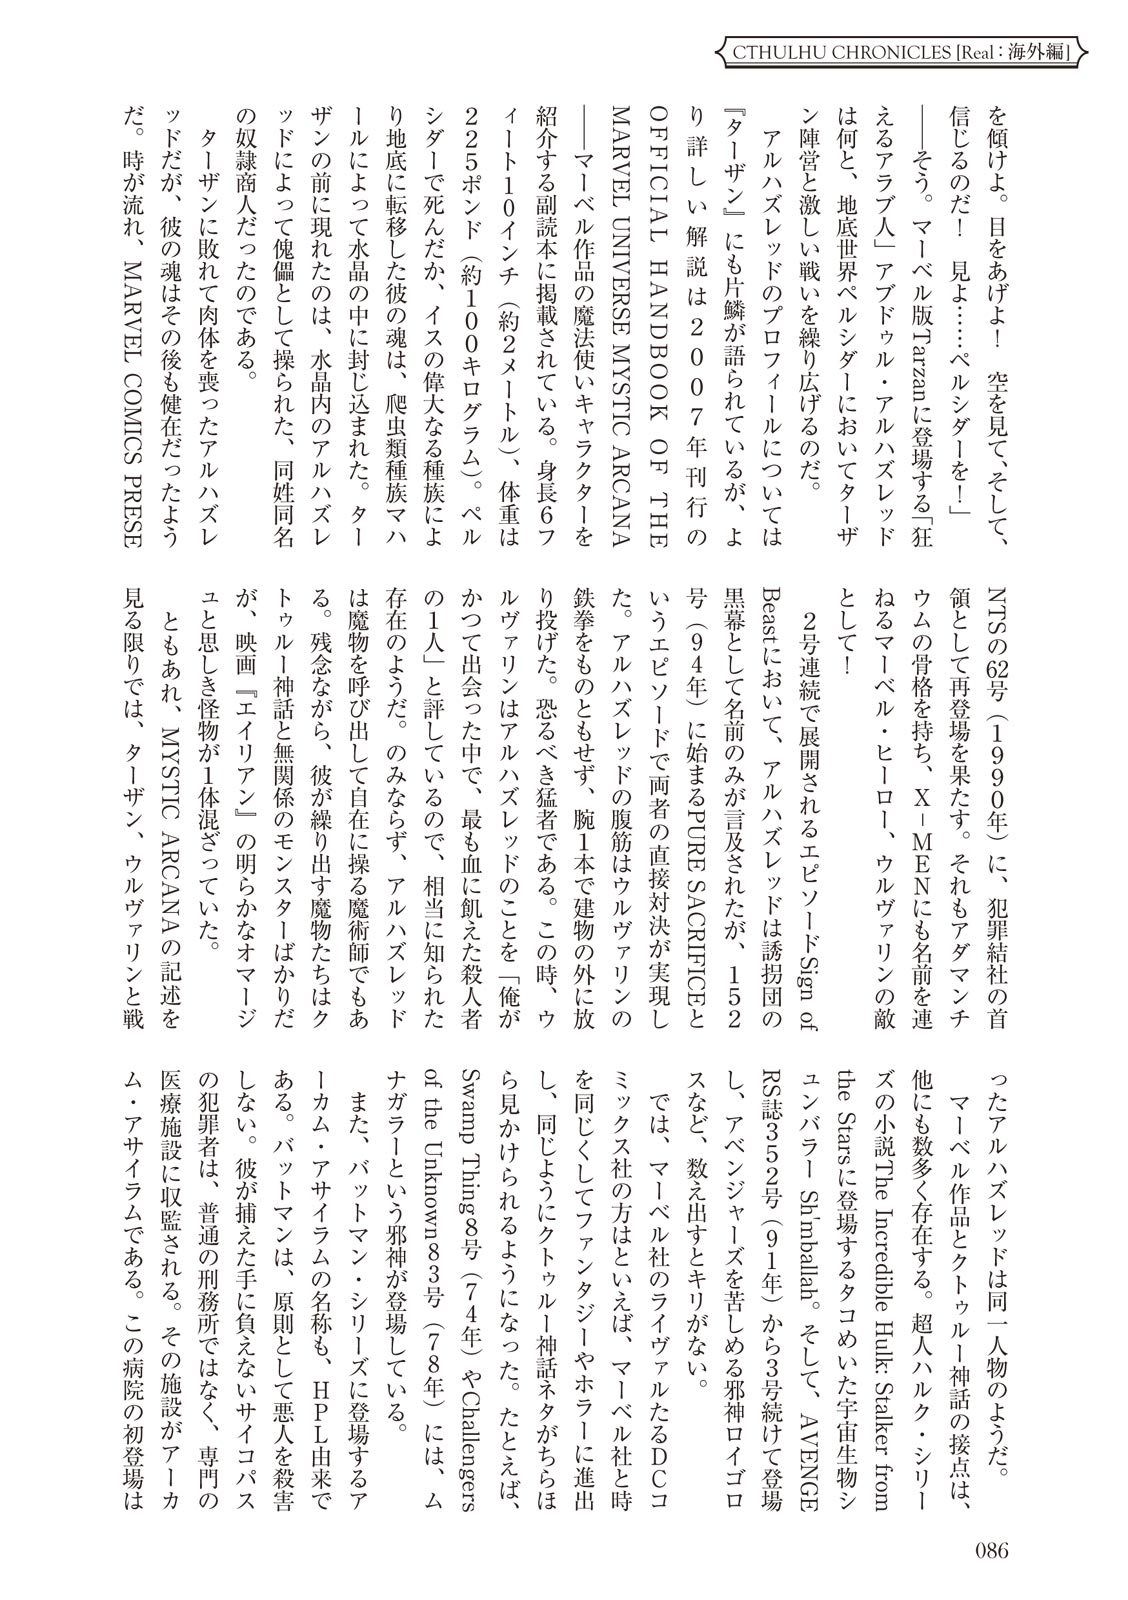 CTHULHU CHRONICLES [Real：海外編]
を傾けよ。目をあげよ！　空を見て、そして、
信じるのだ！　見よ……ペルシダーを！」
――そう。マーベル版Tarzanに登場する「狂
えるアラブ人」アブドゥル・アルハズレッド
は何と、地底世界ペルシダーにおいてターザ
ン陣営と激しい戦いを繰り広げるのだ。
　アルハズレッドのプロフィールについては
『ターザン』にも片鱗が語られているが、よ
り詳しい解説は２００７年刊行の
OFFICIAL HANDBOOK OF THE
MARVEL UNIVERSE MYSTIC ARCANA
――マーベル作品の魔法使いキャラクターを
紹介する副読本に掲載されている。身長６フ
ィート１０インチ（約２メートル）、体重は
２２５ポンド（約１００キログラム）。ペル
シダーで死んだか、イスの偉大なる種族によ
り地底に転移した彼の魂は、爬虫類種族マハ
ールによって水晶の中に封じ込まれた。ター
ザンの前に現れたのは、水晶内のアルハズレ
ッドによって傀儡として操られた、同姓同名
の奴隷商人だったのである。
　ターザンに敗れて肉体を喪ったアルハズレ
ッドだが、彼の魂はその後も健在だったよう
だ。時が流れ、MARVEL COMICS PRESE
NTSの62号（１９９０年）に、犯罪結社の首
領として再登場を果たす。それもアダマンチ
ウムの骨格を持ち、Ｘ－ＭＥＮにも名前を連
ねるマーベル・ヒーロー、ウルヴァリンの敵
として！
　２号連続で展開されるエピソードSign of
Beastにおいて、アルハズレッドは誘拐団の
黒幕として名前のみが言及されたが、１５２
号（９４年）に始まるPURE SACRIFICEと
いうエピソードで両者の直接対決が実現し
た。アルハズレッドの腹筋はウルヴァリンの
鉄拳をものともせず、腕１本で建物の外に放
り投げた。恐るべき猛者である。この時、ウ
ルヴァリンはアルハズレッドのことを「俺が
かつて出会った中で、最も血に飢えた殺人者
の１人」と評しているので、相当に知られた
存在のようだ。のみならず、アルハズレッド
は魔物を呼び出して自在に操る魔術師でもあ
る。残念ながら、彼が繰り出す魔物たちはク
トゥルー神話と無関係のモンスターばかりだ
が、映画『エイリアン』の明らかなオマージ
ュと思しき怪物が１体混ざっていた。
　ともあれ、MYSTIC ARCANAの記述を
見る限りでは、ターザン、ウルヴァリンと戦
ったアルハズレッドは同一人物のようだ。
　マーベル作品とクトゥルー神話の接点は、
他にも数多く存在する。超人ハルク・シリー
ズの小説The Incredible Hulk: Stalker from
the Starsに登場するタコめいた宇宙生物シ
ュンバラー Sh'mballah。そして、AVENGE
RS誌３５２号（９１年）から３号続けて登場
し、アベンジャーズを苦しめる邪神ロイゴロ
スなど、数え出すとキリがない。
　では、マーベル社のライヴァルたるＤＣコ
ミックス社の方はといえば、マーベル社と時
を同じくしてファンタジーやホラーに進出
し、同じようにクトゥルー神話ネタがちらほ
ら見かけられるようになった。たとえば、
Swamp Thing８号（７４年）やChallengers
of the Unknown８３号（７８年）には、ム
ナガラーという邪神が登場している。
　また、バットマン・シリーズに登場するア
ーカム・アサイラムの名称も、ＨＰＬ由来で
ある。バットマンは、原則として悪人を殺害
しない。彼が捕えた手に負えないサイコパス
の犯罪者は、普通の刑務所ではなく、専門の
医療施設に収監される。その施設がアーカ
ム・アサイラムである。この病院の初登場は
086